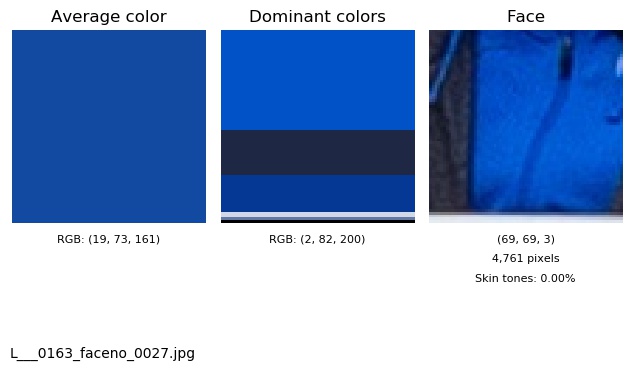 Average color
Dominant colors
Face
RGB: (19, 73, 161)
RGB: (2, 82, 200)
(69, 69, 3)
4,761 pixels
Skin tones: 0.00%
L___0163_faceno_0027.jpg